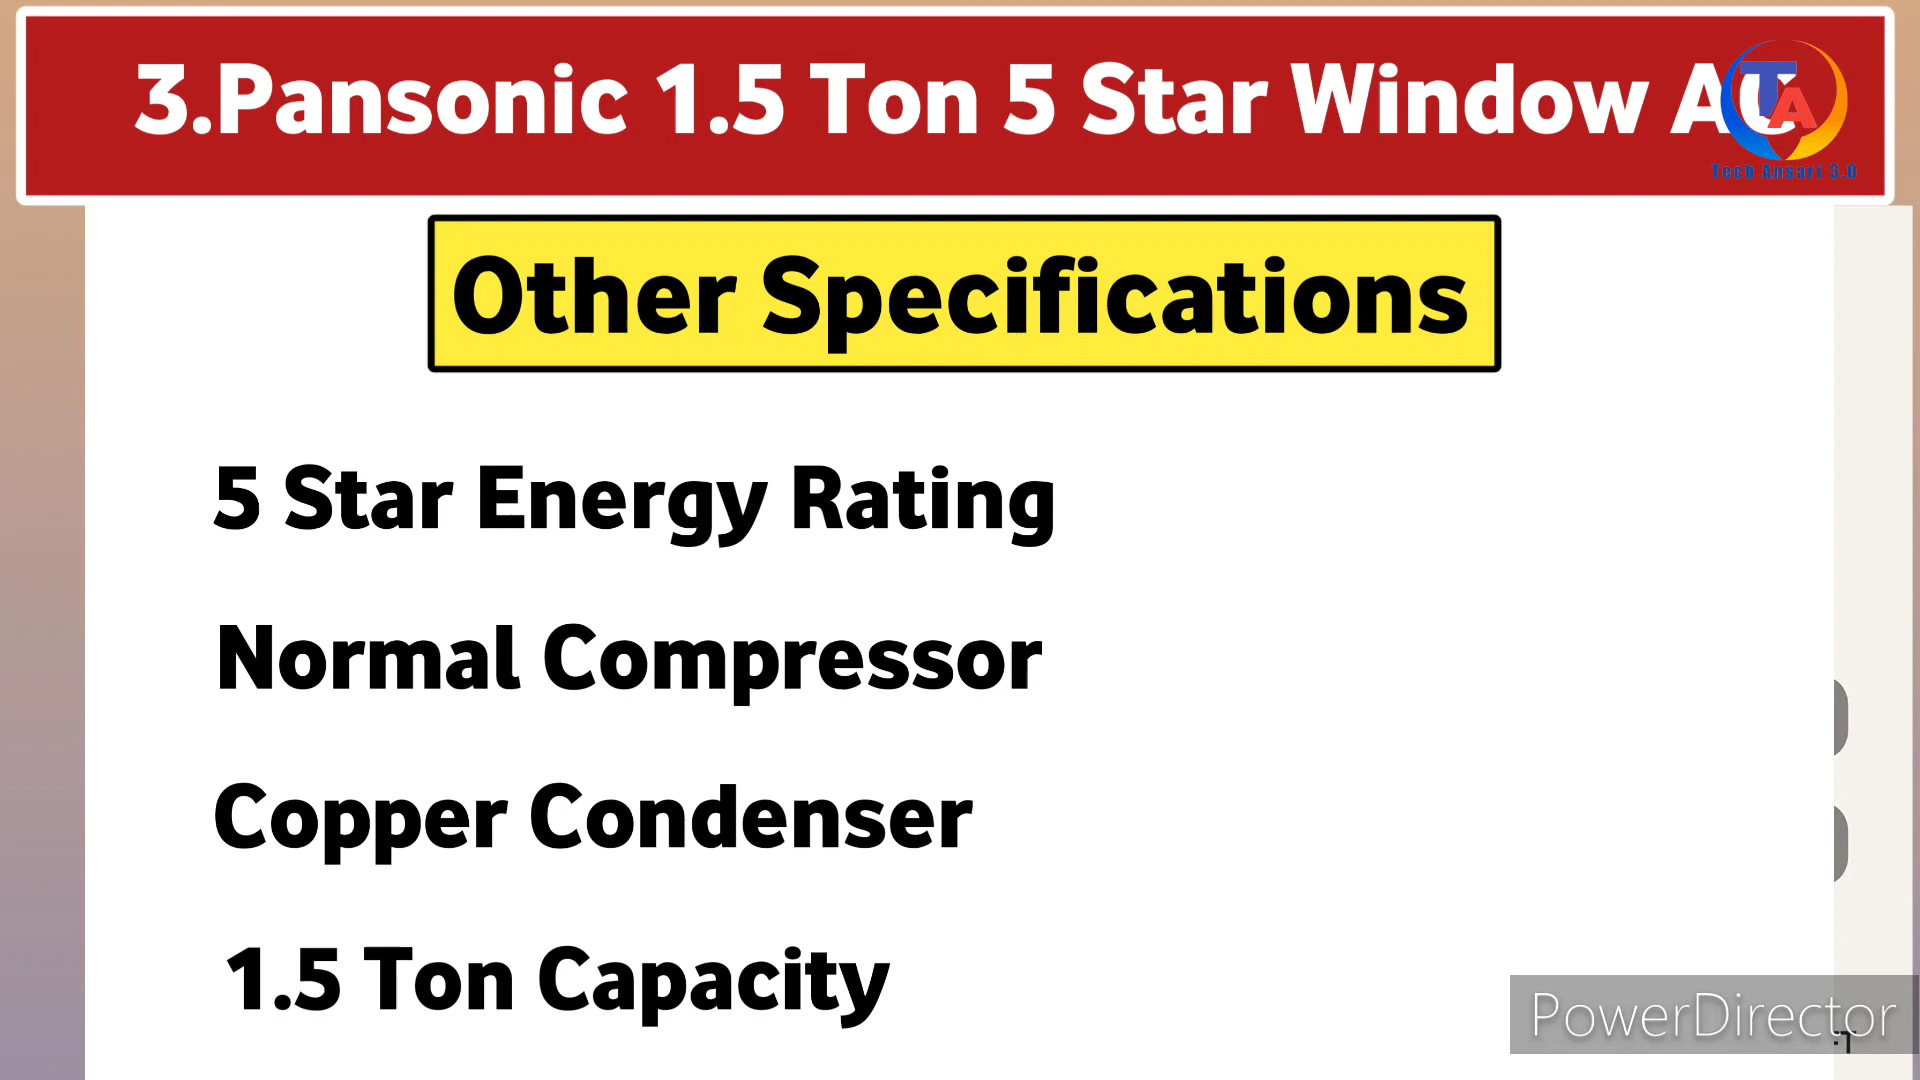 3.Pansonic 1.5 Ton 5 Star Window AC
TA
Tech Ansari 3.0
Other Specifications
5 Star Energy Rating
Normal Compressor
Copper Condenser
1.5 Ton Capacity
PowerDirector